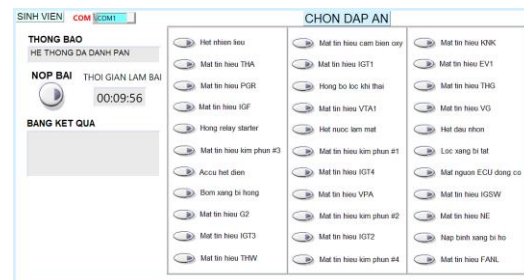 SINH VIEN COM COM1 CHON DAP AN
THONG BAO
HE THONG DA DANH PAN
NOP BAI THOI GIAN LAM BAI
00:09:56
BANG KET QUA
Het nhien lieu
Mat tin hieu THA
Mat tin hieu PGR
Mat tin hieu IGF
Hong relay starter
Mat tin hieu kim phun #3
Accu het dien
Bom xang bi hong
Mat tin hieu G2
Mat tin hieu IGT3
Mat tin hieu THW
Mat tin hieu cam bien oxy
Mat tin hieu IGT1
Hong bo loc khi thai
Mat tin hieu VTA1
Het nuoc lam mat
Mat tin hieu kim phun #1
Mat tin hieu IGT4
Mat tin hieu VPA
Mat tin hieu kim phun #2
Mat tin hieu IGT2
Mat tin hieu kim phun #4
Mat tin hieu KNK
Mat tin hieu EV1
Mat tin hieu THG
Mat tin hieu VG
Het dau nhon
Loc xang bi tat
Mat nguon ECU dong co
Mat tin hieu IGSW
Mat tin hieu NE
Nap binh xang bi ho
Mat tin hieu FANL